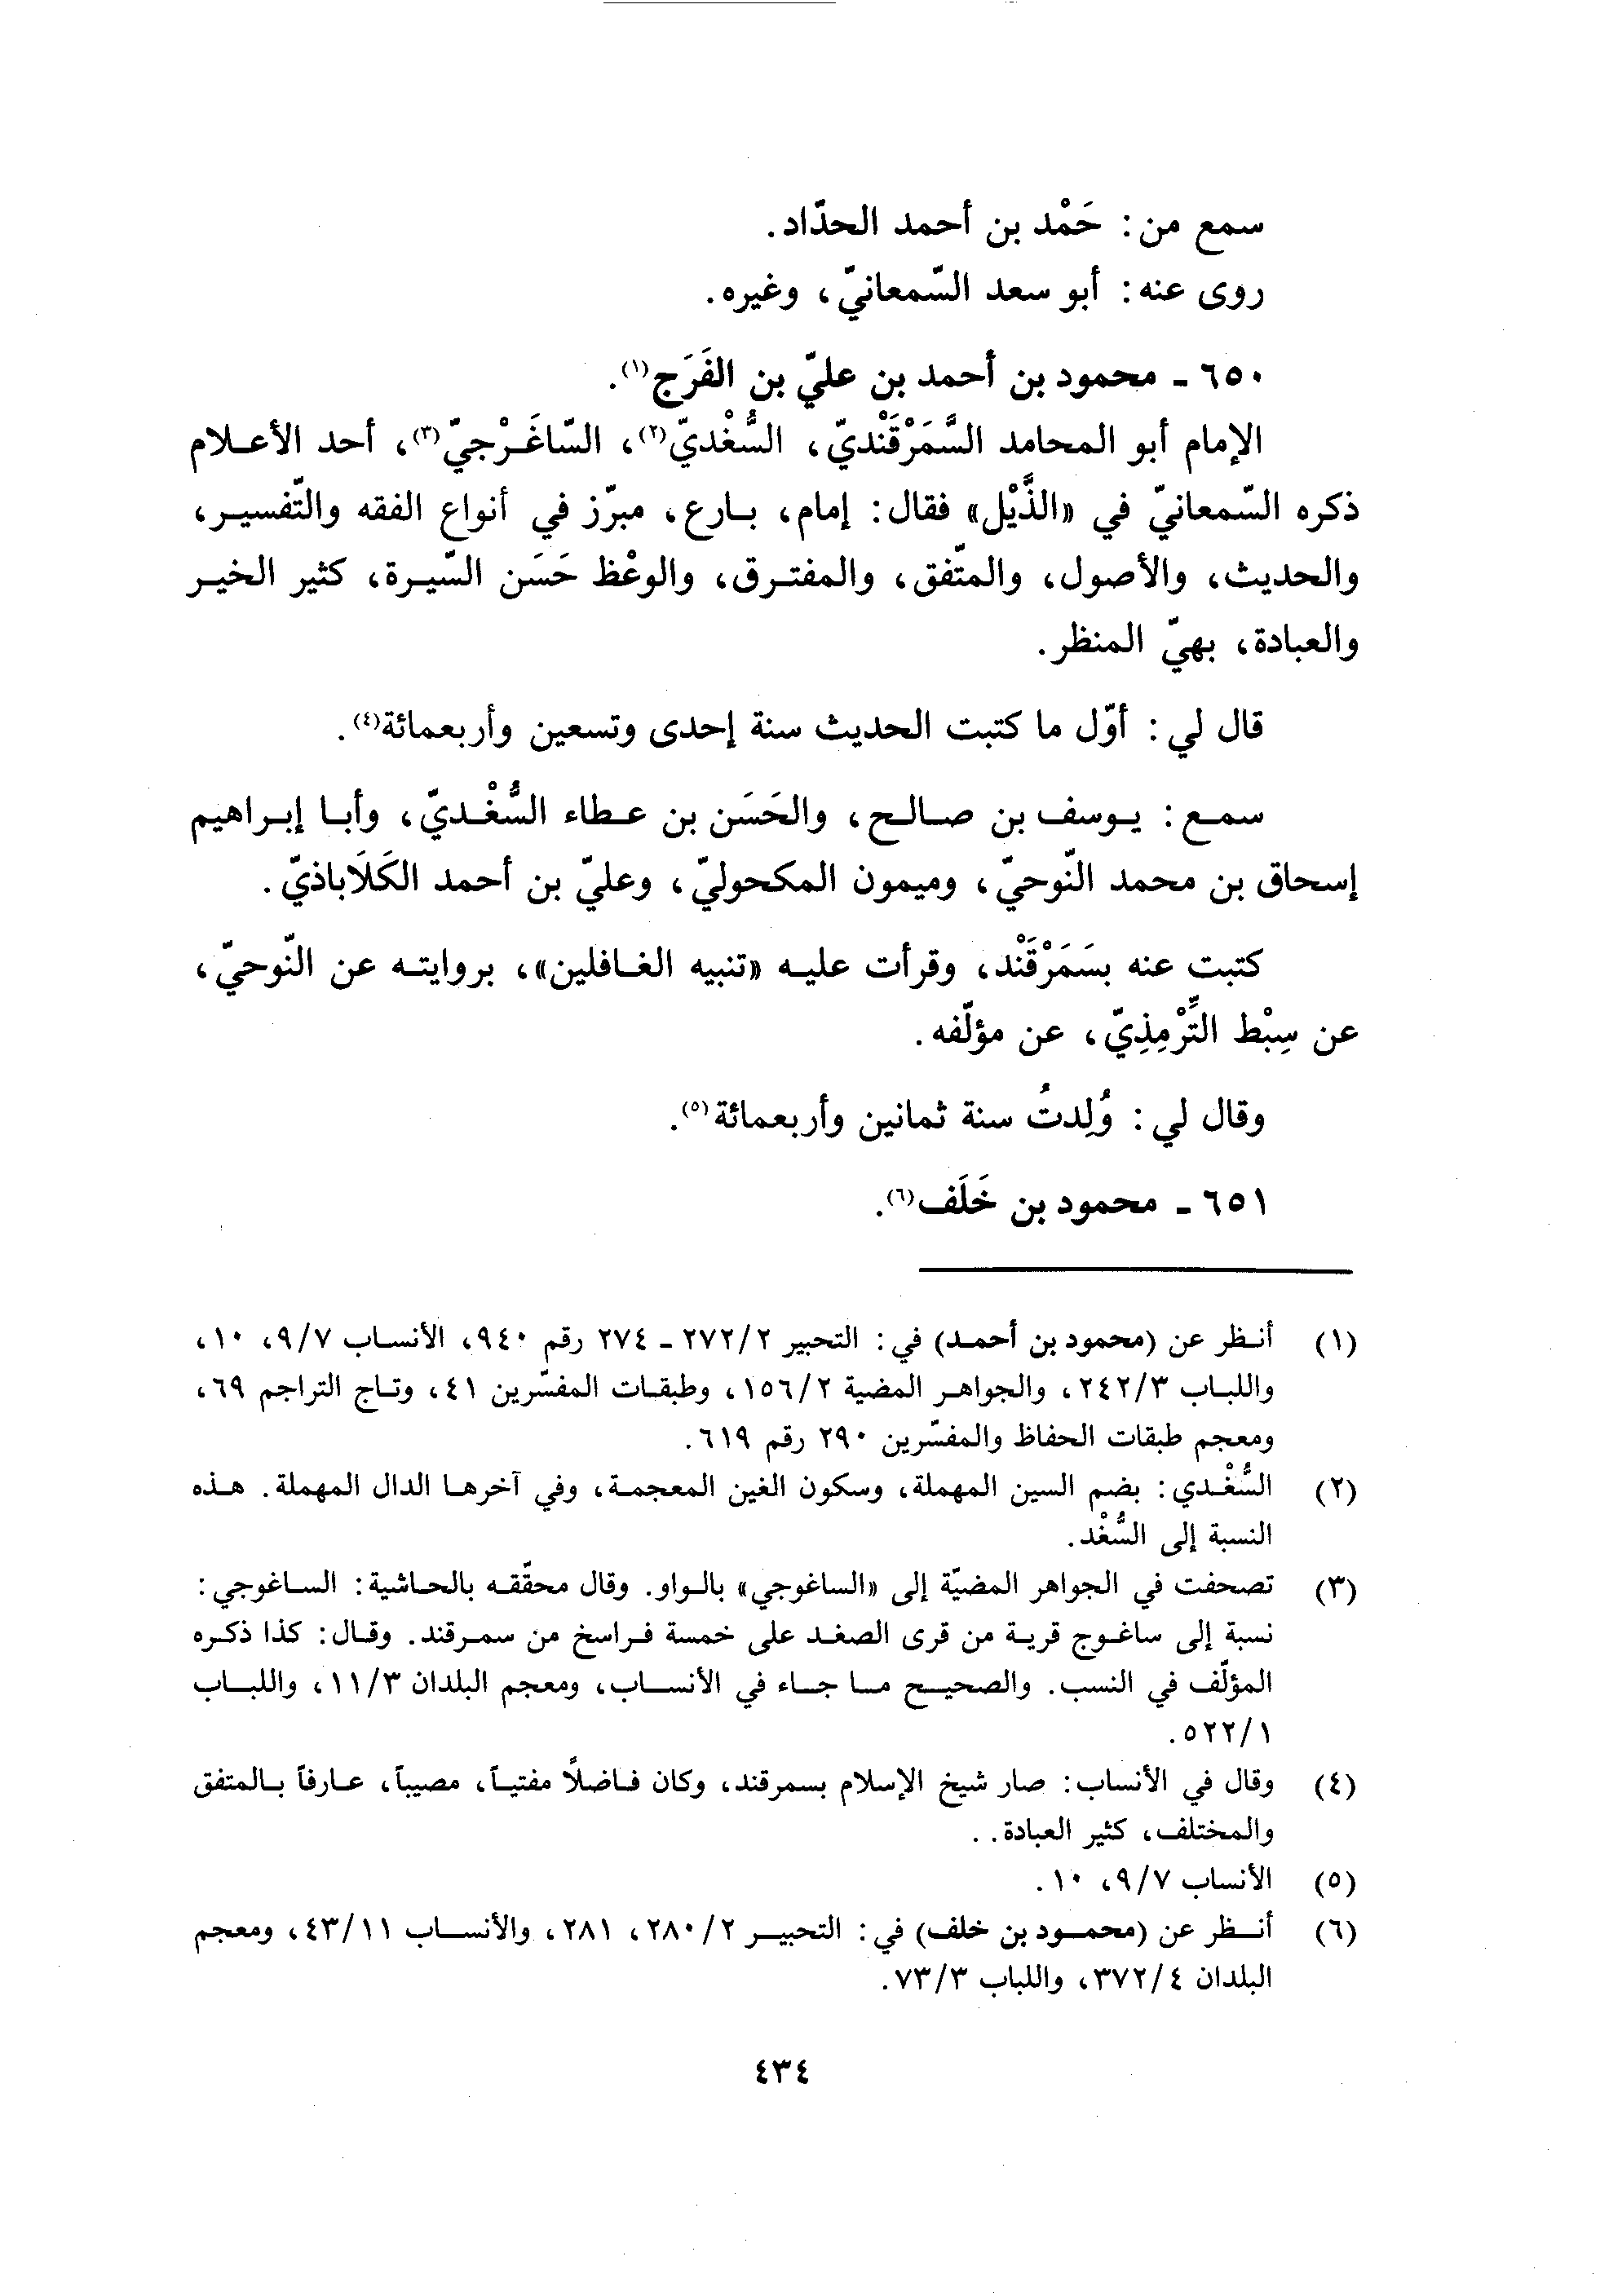 سمع من: حَمْد بن أحمد الحدّاد.
روى عنه: أبو سعد السّمعانيّ، وغيره.
٦٥٠ ـ محمود بن أحمد بن عليّ بن الفَرَج(١).
الإمام أبو المحامد السَّمَرْقَنْديّ، السُّغْديّ(٢)، السّاغَرْجيّ(٣)، أحد الأعلام
ذكره السّمعانيّ في «الذَّيْل» فقال: إمام، بارع، مبرّز في أنواع الفقه والتّفسير،
والحديث، والأصول، والمتّفق، والمفترق، والوعْظ حَسَن السّيرة، كثير الخير
والعبادة، بهيّ المنظر.
قال لي: أوّل ما كتبت الحديث سنة إحدى وتسعين وأربعمائة(٤).
سمع: يوسف بن صالح، والحَسَن بن عطاء السُّغْديّ، وأبا إبراهيم
إسحاق بن محمد النّوحيّ، وميمون المكحوليّ، وعليّ بن أحمد الكَلَاباذيّ.
كتبت عنه بسَمَرْقَنْد، وقرأت عليه «تنبيه الغافلين»، بروايته عن النّوحيّ،
عن سِبْط التِّرْمِذِيّ، عن مؤلّفه.
وقال لي: وُلِدتُ سنة ثمانين وأربعمائة(٥).
٦٥١ ـ محمود بن خَلَف(٦).
(١) أنظر عن (محمود بن أحمد) في: التحبير ٢/٢٧٢ ـ ٢٧٤ رقم ٩٤٠، الأنساب ٩/٧، ١٠،
واللباب ٢٤٢/٣، والجواهر المضية ١٥٦/٢، وطبقات المفسّرين ٤١، وتاج التراجم ٦٩،
ومعجم طبقات الحفاظ والمفسّرين ٢٩٠ رقم ٦١٩.
(٢) السُّغْدي: بضم السين المهملة، وسكون الغين المعجمة، وفي آخرها الدال المهملة. هذه
النسبة إلى السُّغْد.
(٣) تصحفت في الجواهر المضيّة إلى «الساغوجي» بالواو. وقال محقّقه بالحاشية: الساغوجي:
نسبة إلى ساغوج قرية من قرى الصغد على خمسة فراسخ من سمرقند. وقال: كذا ذكره
المؤلّف في النسب. والصحيح ما جاء في الأنساب، ومعجم البلدان ١١/٣، واللباب
٥٢٢/١.
(٤) وقال في الأنساب: صار شيخ الإسلام بسمرقند، وكان فاضلاً مفتياً، مصيباً، عارفاً بالمتفق
والمختلف، كثير العبادة..
(٥) الأنساب ٩/٧، ١٠.
(٦) أنظر عن (محمود بن خلف) في: التحبير ٢٨٠/٢، ٢٨١، والأنساب ٤٣/١١، ومعجم
البلدان ٣٧٢/٤، واللباب ٧٣/٣.
٤٣٤